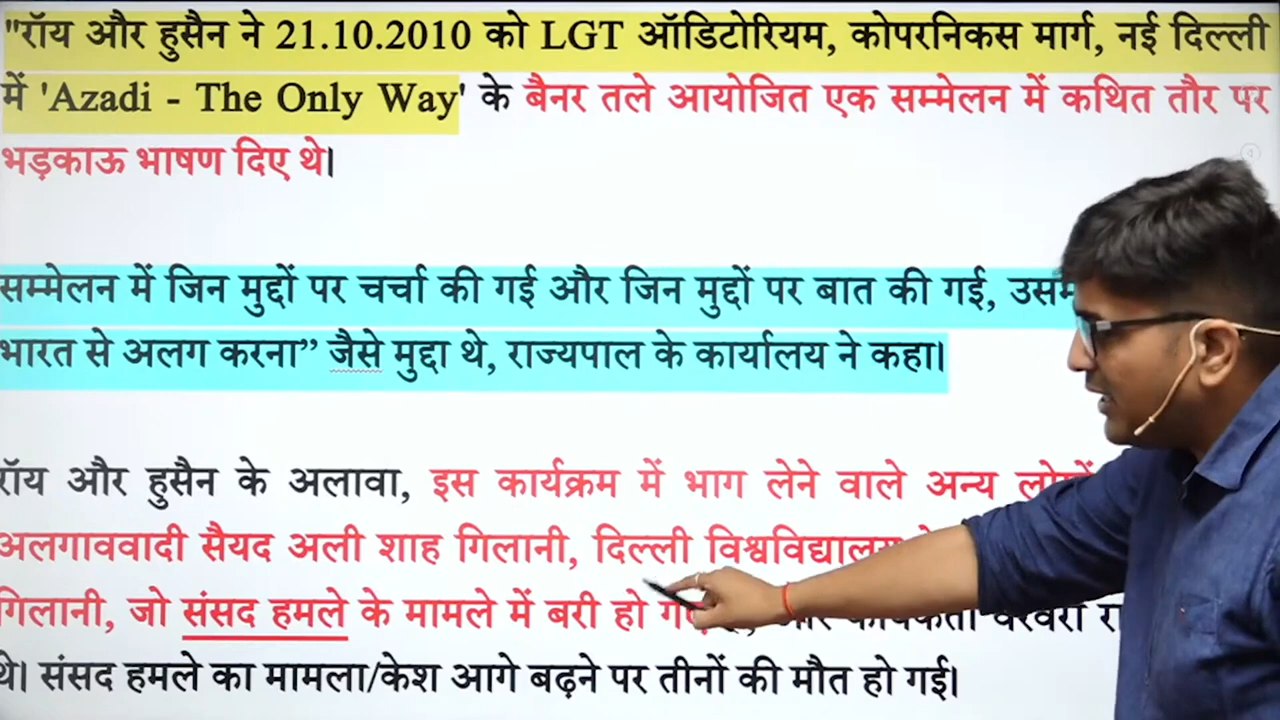 "रॉय और हुसैन ने 21.10.2010 को LGT ऑडिटोरियम, कोपरनिकस मार्ग, नई दिल्ली
में 'Azadi - The Only Way' के बैनर तले आयोजित एक सम्मेलन में कथित तौर पर
भड़काऊ भाषण दिए थे।
सम्मेलन में जिन मुद्दों पर चर्चा की गई और जिन मुद्दों पर बात की गई,
भारत से अलग करना” जैसे मुद्दा थे, राज्यपाल के कार्यालय ने कहा।
रॉय और हुसैन के अलावा, इस कार्यक्रम में भाग लेने वाले अन्य
अलगाववादी सैयद अली शाह गिलानी, दिल्ली विश्वविद्यालय
गिलानी, जो संसद हमले के मामले में बरी हो
थे। संसद हमले का मामला/केश आगे बढ़ने पर तीनों की मौत हो गई।